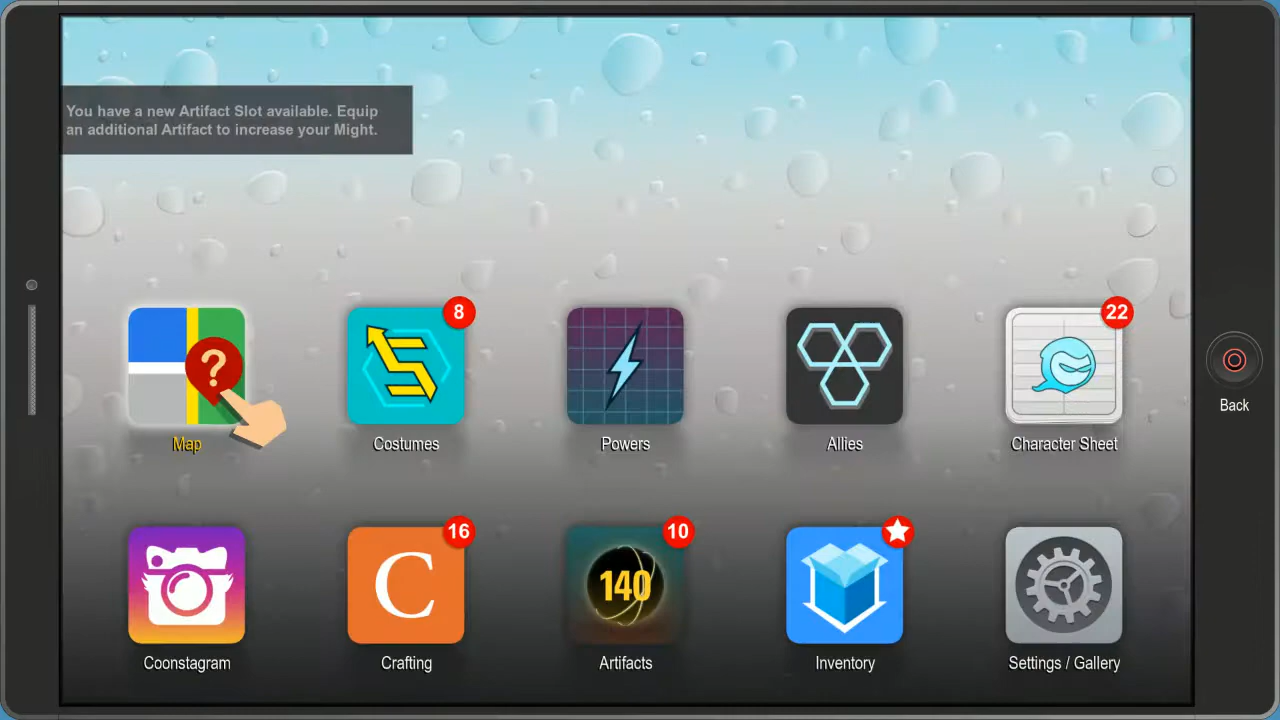 You have a new Artifact Slot available. Equip
an additional Artifact to increase your Might.
?
8
22
Map
Costumes
Powers
Allies
Character Sheet
Back
16
10
C
140
Coonstagram
Crafting
Artifacts
Inventory
Settings / Gallery